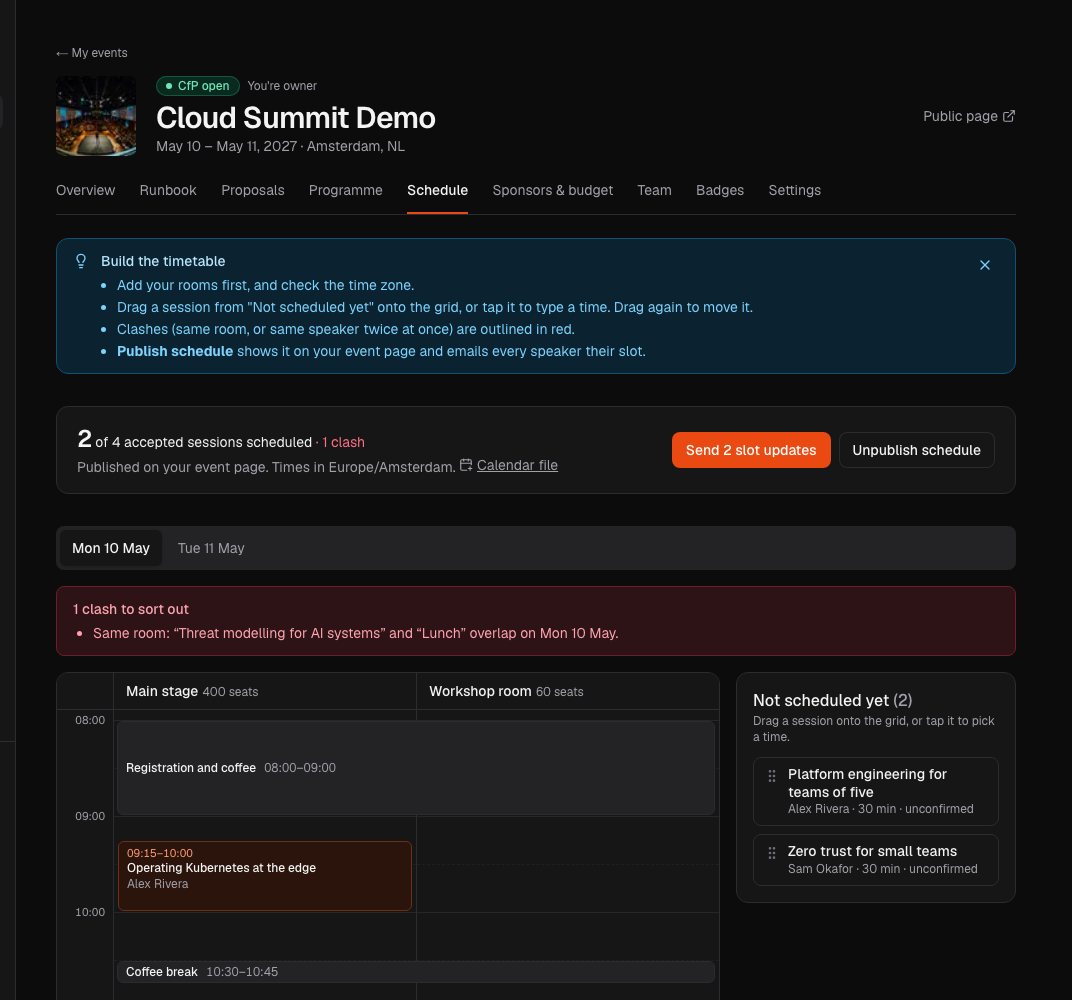 ← My events
CfP open You're owner
Cloud Summit Demo
May 10 – May 11, 2027 · Amsterdam, NL
Public page
Overview Runbook Proposals Programme Schedule Sponsors & budget Team Badges Settings
Build the timetable
• Add your rooms first, and check the time zone.
• Drag a session from "Not scheduled yet" onto the grid, or tap it to type a time. Drag again to move it.
• Clashes (same room, or same speaker twice at once) are outlined in red.
• Publish schedule shows it on your event page and emails every speaker their slot.
2 of 4 accepted sessions scheduled · 1 clash
Published on your event page. Times in Europe/Amsterdam. Calendar file
Send 2 slot updates
Unpublish schedule
Mon 10 May Tue 11 May
1 clash to sort out
• Same room: “Threat modelling for AI systems” and “Lunch” overlap on Mon 10 May.
Main stage 400 seats Workshop room 60 seats
08:00
Registration and coffee 08:00–09:00
09:00
09:15–10:00
Operating Kubernetes at the edge
Alex Rivera
10:00
Coffee break 10:30–10:45
Not scheduled yet (2)
Drag a session onto the grid, or tap it to pick
a time.
Platform engineering for
teams of five
Alex Rivera · 30 min · unconfirmed
Zero trust for small teams
Sam Okafor · 30 min · unconfirmed